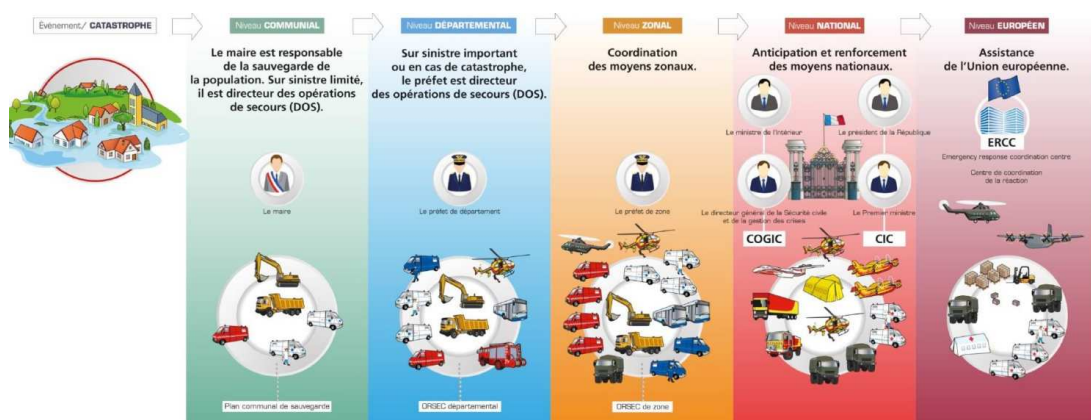 Évènement/ CATASTROPHE
Niveau COMMUNIAL
Niveau DÉPARTEMENTAL
Niveau ZONAL
Niveau NATIONAL
Niveau EUROPÉEN
Le maire est responsable
de la sauvegarde de
la population. Sur sinistre limité,
il est directeur des opérations
de secours (DOS).
Le maire
Plan communal de sauvegarde
Sur sinistre important
ou en cas de catastrophe,
le préfet est directeur
des opérations de secours (DOS).
Le préfet de département
ORSEC départemental
Coordination
des moyens zonaux.
Le préfet de zone
ORSEC de zone
Anticipation et renforcement
des moyens nationaux.
Le ministre de l'Intérieur
Le président de la République
Le directeur général de la Sécurité civile
et de la gestion des crises
Le Premier ministre
COGIC
CIC
Assistance
de l'Union européenne.
ERCC
Emergency response coordination centre
Centre de coordination
de la réaction